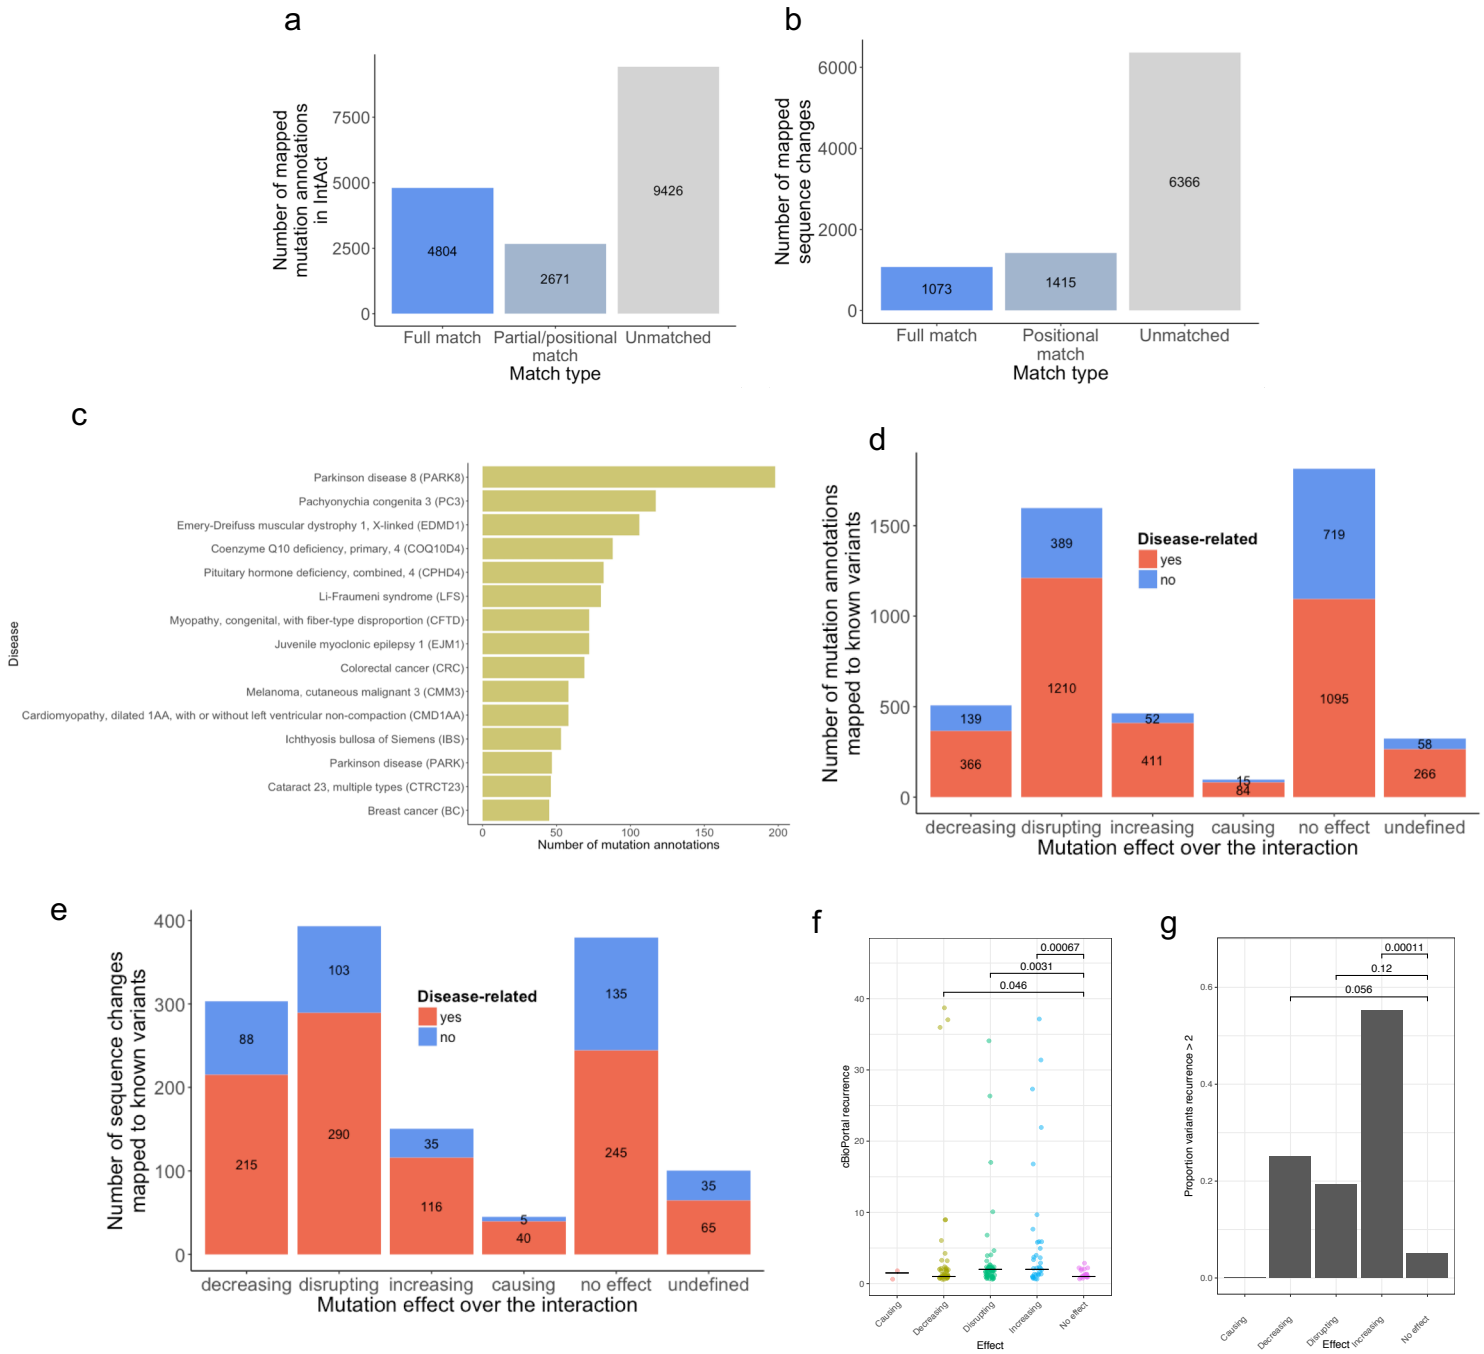 a
Number of mapped
mutation annotations
in IntAct
7500
5000
2500
0
4804
2671
9426
Full match
Partial/positional
match
Unmatched
Match type
b
Number of mapped
sequence changes
6000
4000
2000
0
1073
1415
6366
Full match
Positional
match
Unmatched
Match type
c
Disease
Parkinson disease 8 (PARK8)
Pachyonychia congenita 3 (PC3)
Emery-Dreifuss muscular dystrophy 1, X-linked (EDMD1)
Coenzyme Q10 deficiency, primary, 4 (COQ10D4)
Pituitary hormone deficiency, combined, 4 (CPHD4)
Li-Fraumeni syndrome (LFS)
Myopathy, congenital, with fiber-type disproportion (CFTD)
Juvenile myoclonic epilepsy 1 (EJM1)
Colorectal cancer (CRC)
Melanoma, cutaneous malignant 3 (CMM3)
Cardiomyopathy, dilated 1AA, with or without left ventricular non-compaction (CMD1AA)
Ichthyosis bullosa of Siemens (IBS)
Parkinson disease (PARK)
Cataract 23, multiple types (CTRCT23)
Breast cancer (BC)
0 50 100 150 200
Number of mutation annotations
d
Number of mutation annotations
mapped to known variants
1500
1000
500
0
Disease-related
yes
no
139
366
389
1210
52
411
15
84
719
1095
58
266
decreasing disrupting increasing causing no effect undefined
Mutation effect over the interaction
e
Number of sequence changes
mapped to known variants
400
300
200
100
0
Disease-related
yes
no
88
215
103
290
35
116
5
40
135
245
35
65
decreasing disrupting increasing causing no effect undefined
Mutation effect over the interaction
f
cBioPortal recurrence
40
30
20
10
0
0.00067
0.0031
0.046
Causing
Decreasing
Disrupting
Increasing
No effect
Effect
g
Proportion variants recurrence > 2
0.6
0.4
0.2
0.0
0.00011
0.12
0.056
Causing
Decreasing
Disrupting
Increasing
No effect
Effect